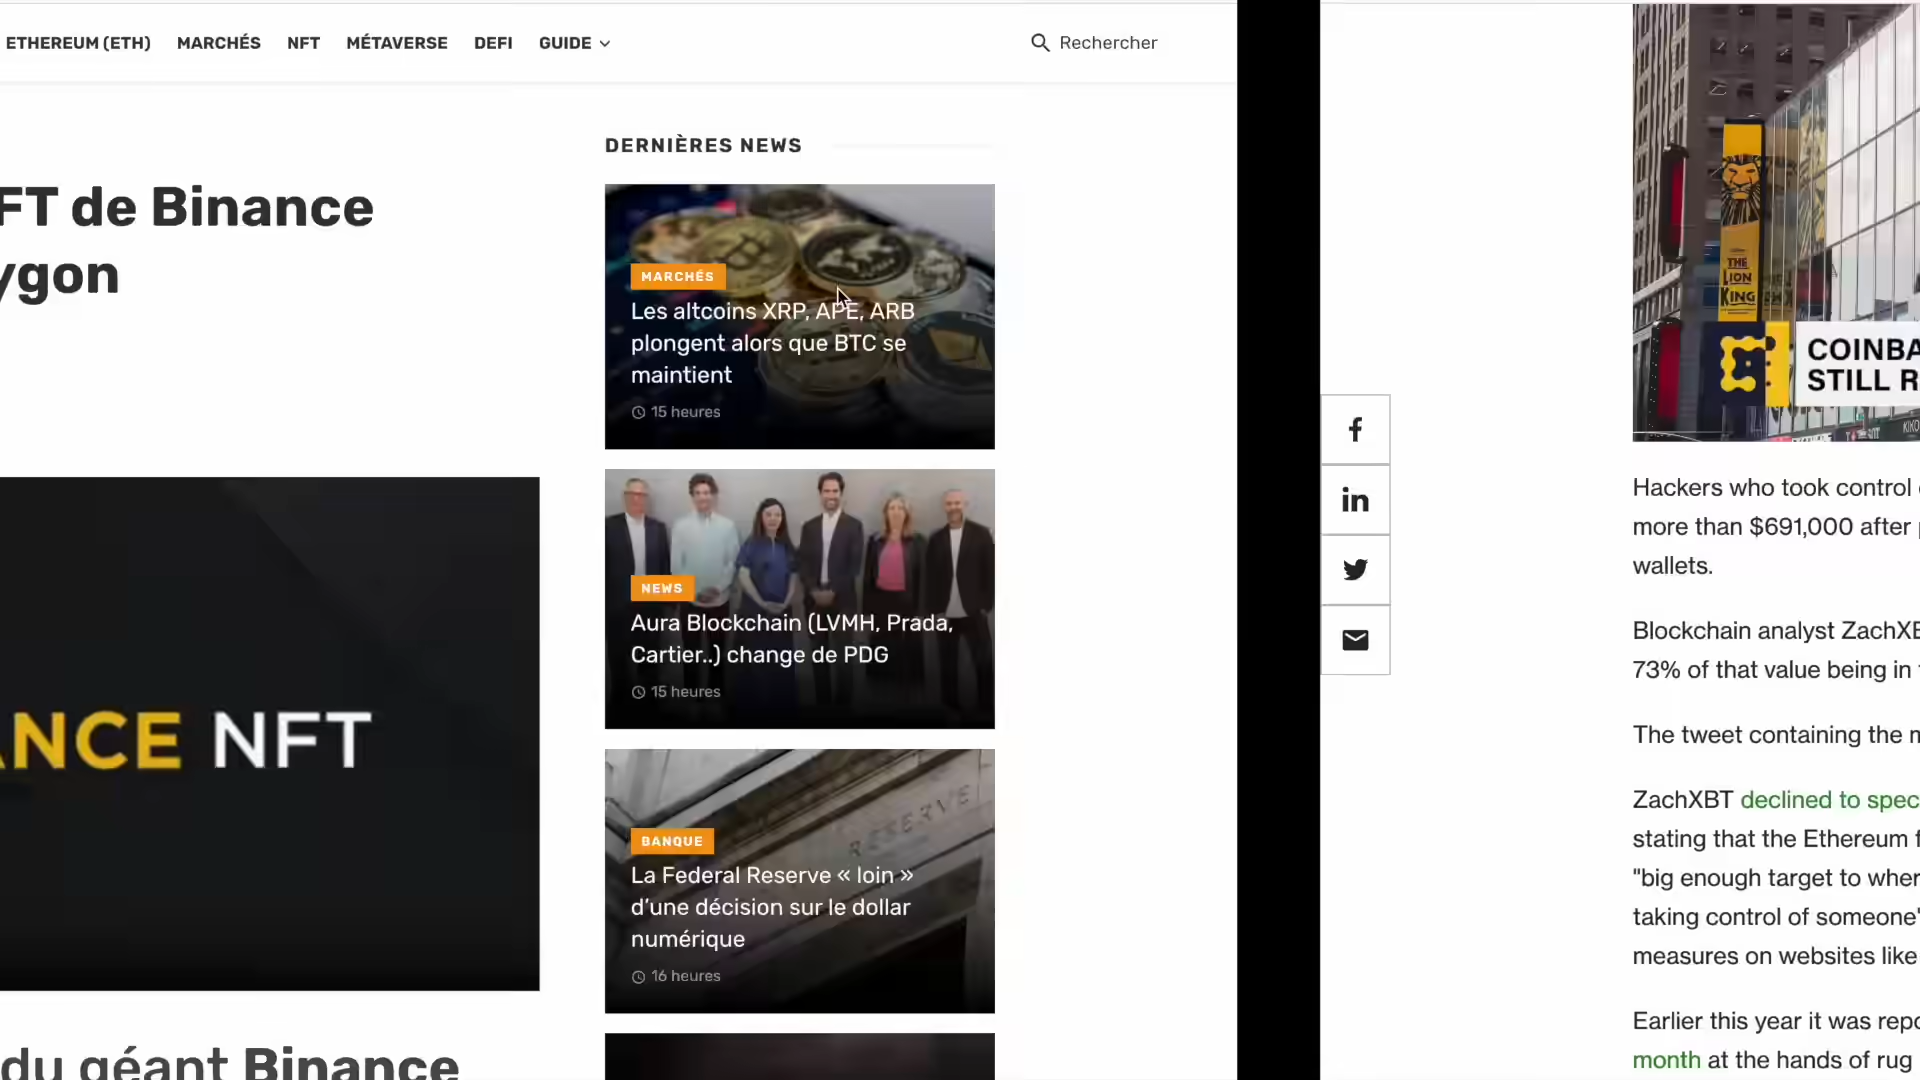 ETHEREUM (ETH) MARCHÉS NFT MÉTAVERSE DEFI GUIDE
Rechercher
FT de Binance
ygon
ANCE NFT
du géant Binance
DERNIÈRES NEWS
MARCHÉS
Les altcoins XRP, APE, ARB
plongent alors que BTC se
maintient
15 heures
NEWS
Aura Blockchain (LVMH, Prada,
Cartier..) change de PDG
15 heures
RESERVE
BANQUE
La Federal Reserve « loin »
d’une décision sur le dollar
numérique
16 heures
THE
LION
KING
COINBA
STILL R
Hackers who took control
more than $691,000 after
wallets.
Blockchain analyst ZachXB
73% of that value being in
The tweet containing the
ZachXBT declined to spec
stating that the Ethereum
"big enough target to wher
taking control of someone'
measures on websites like
Earlier this year it was repo
month at the hands of rug